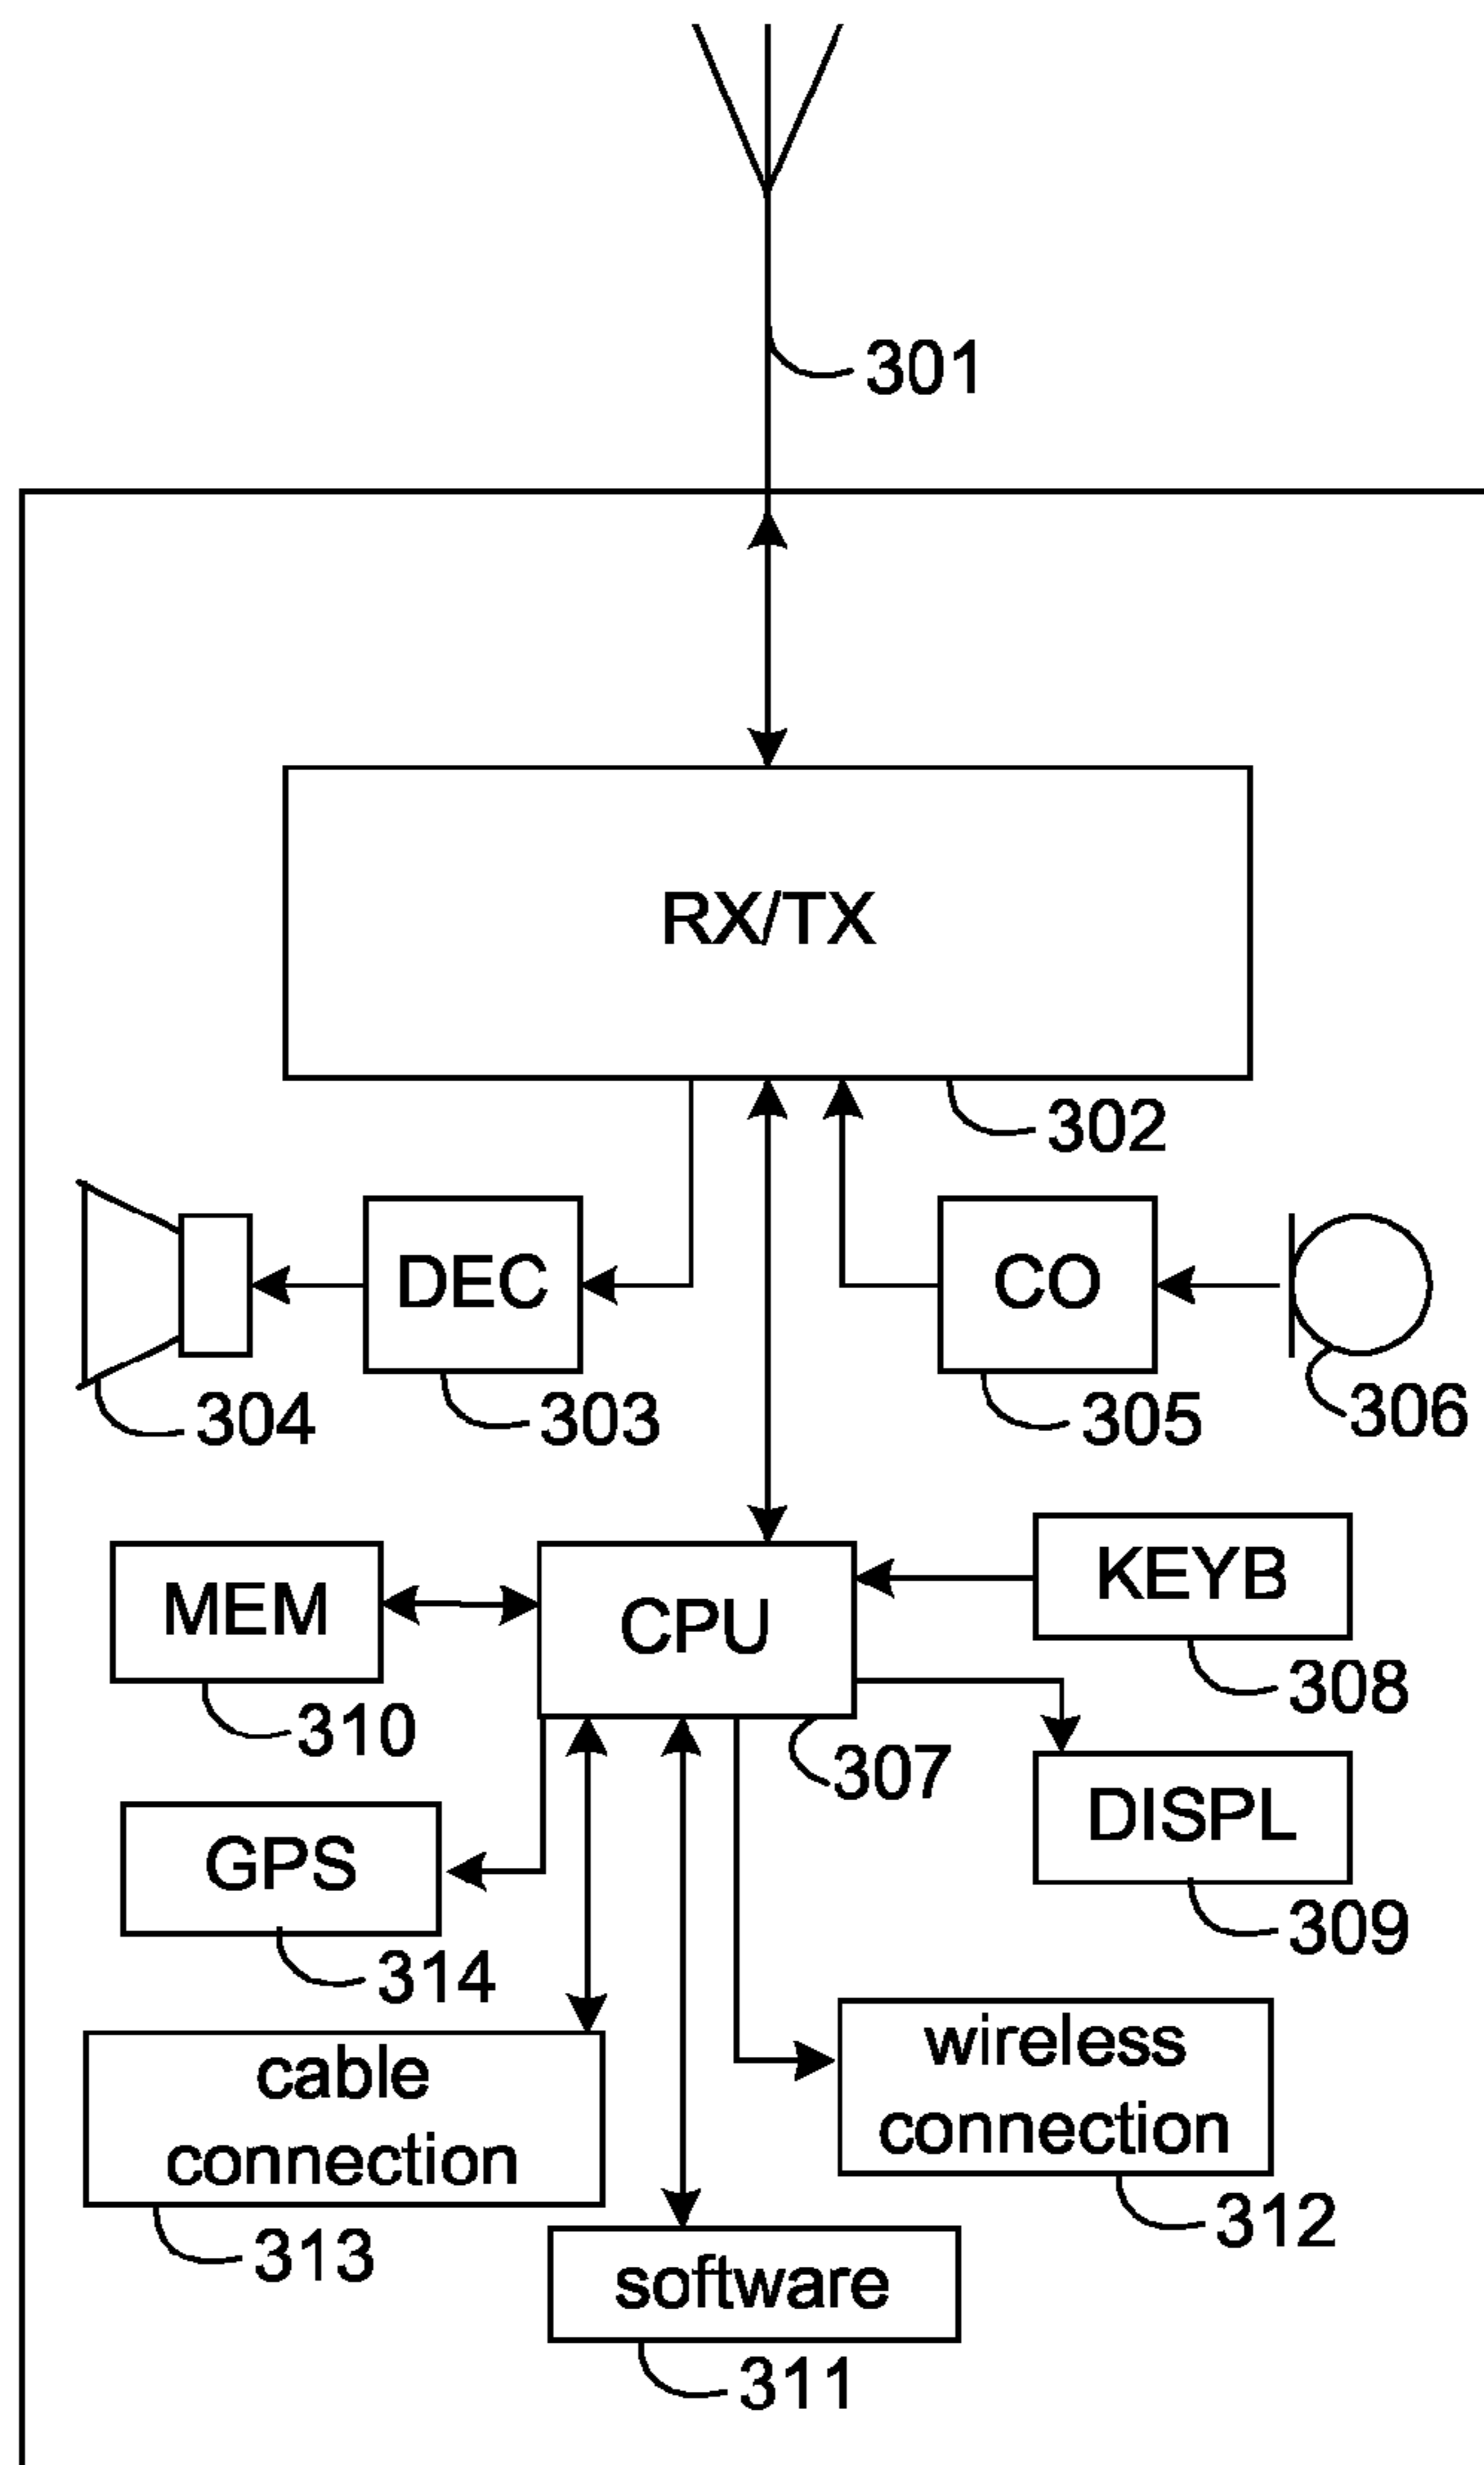 301
RX/TX
302
DEC
CO
304
303
305
306
MEM
CPU
KEYB
310
307
308
GPS
DISPL
314
309
cable
connection
wireless
connection
313
312
software
311